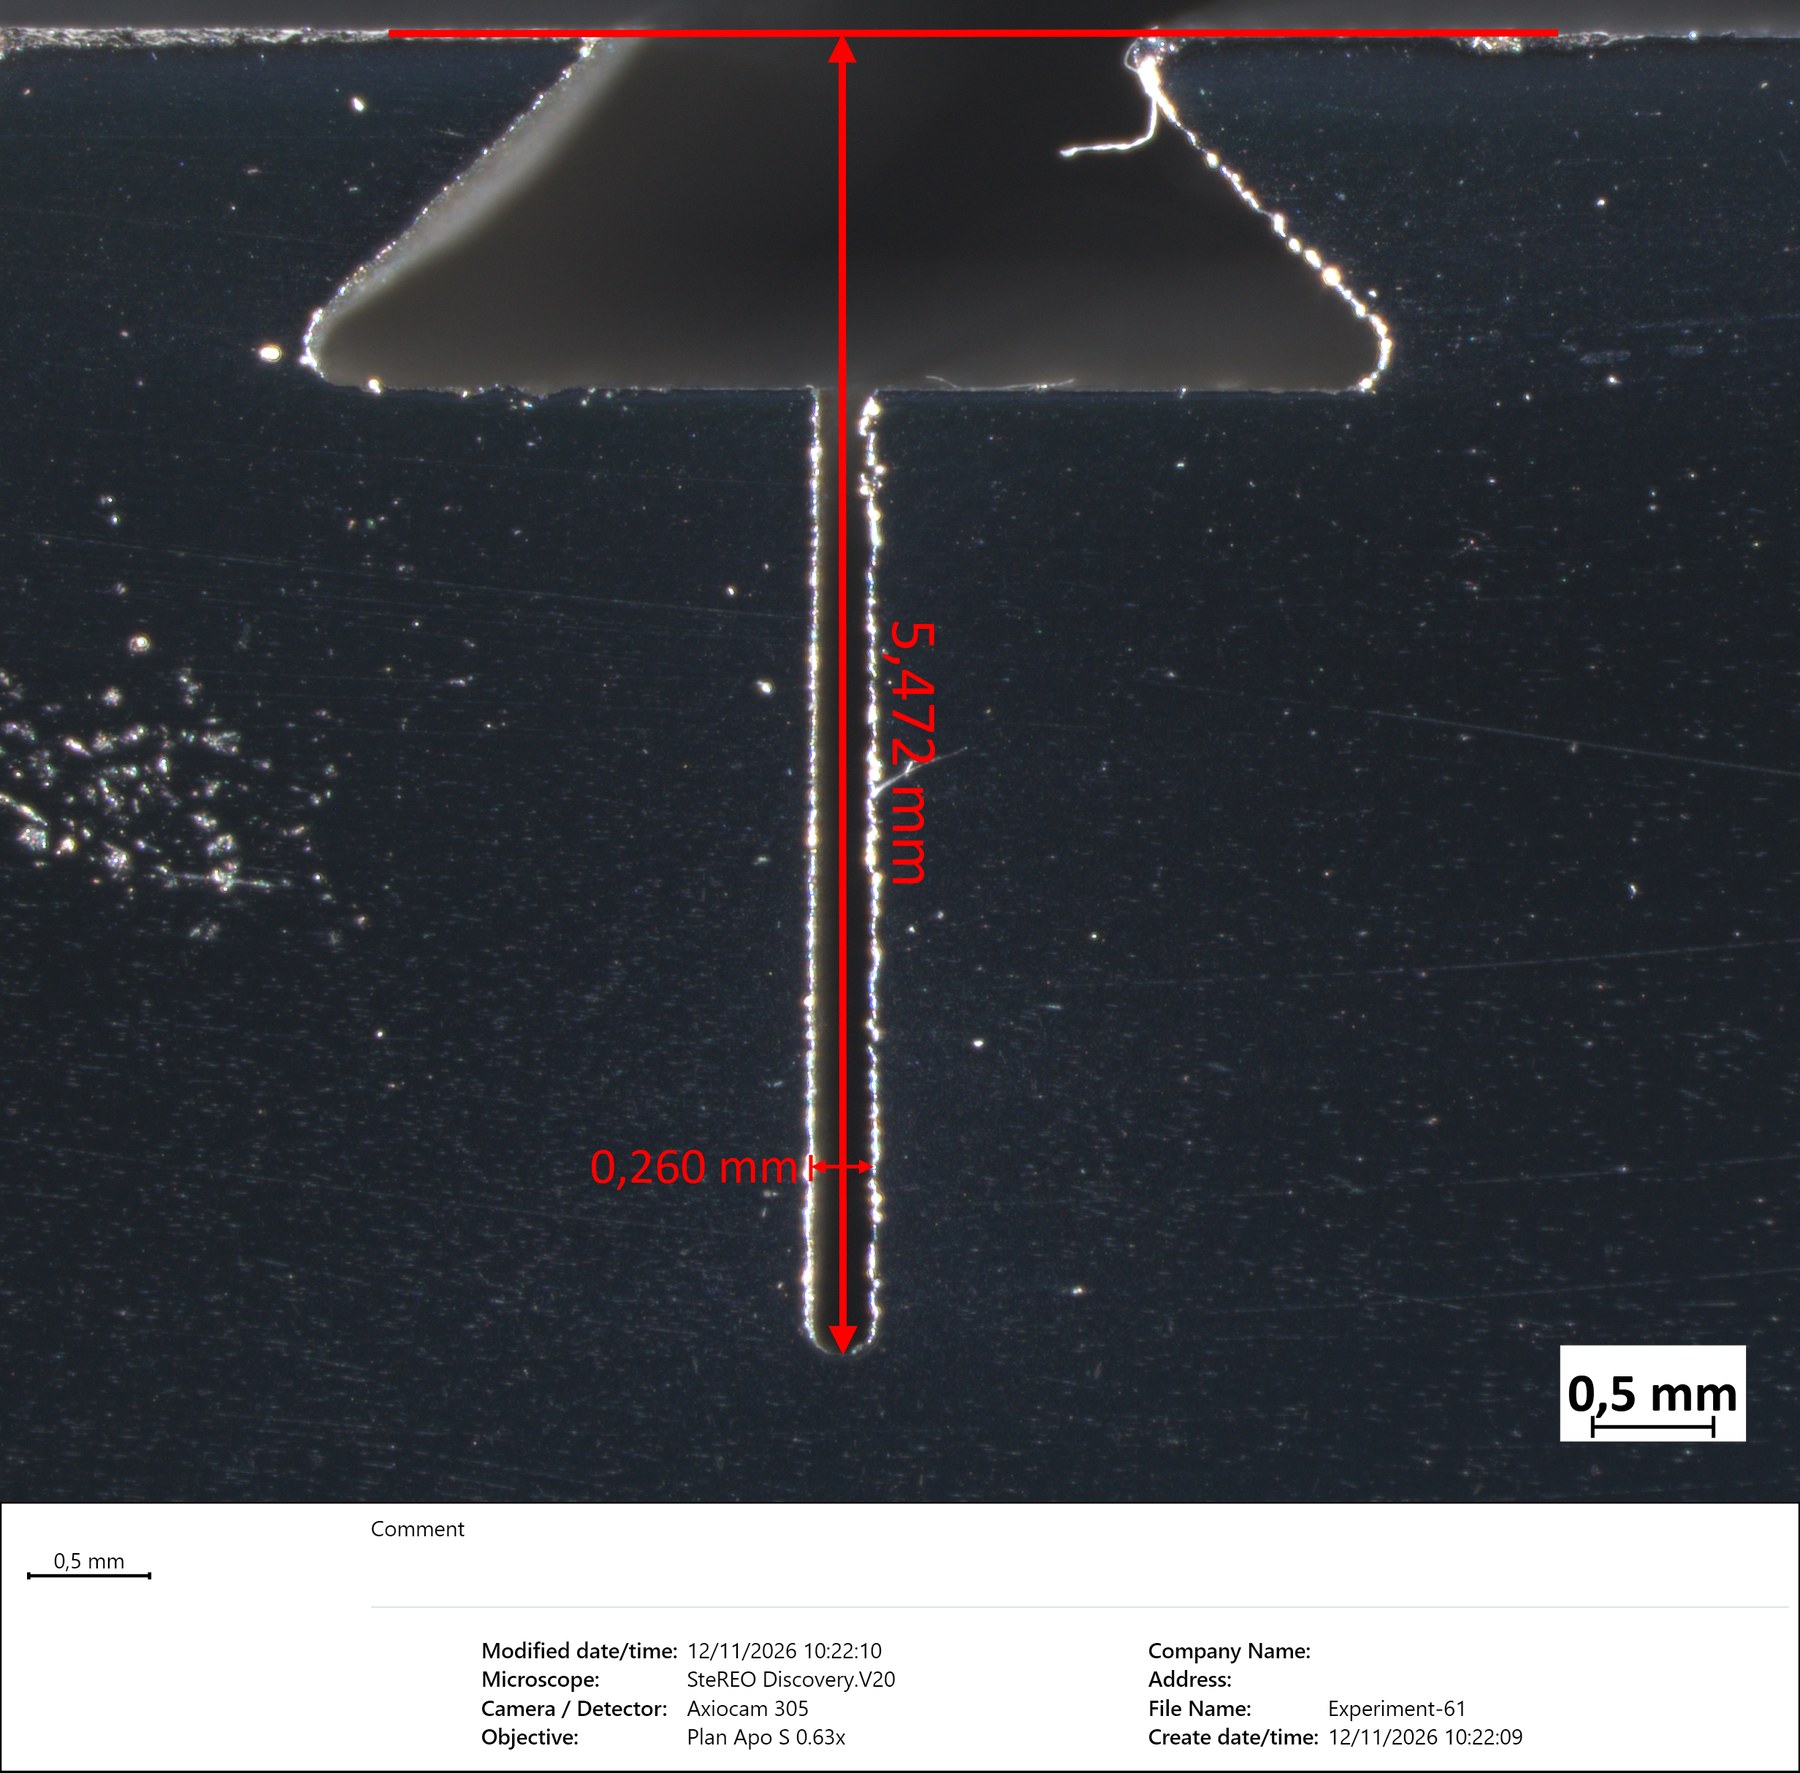 5,472 mm
0,260 mm
0,5 mm
Comment
0,5 mm
Modified date/time: 12/11/2026 10:22:10
Microscope: SteREO Discovery.V20
Camera / Detector: Axiocam 305
Objective: Plan Apo S 0.63x
Company Name:
Address:
File Name: Experiment-61
Create date/time: 12/11/2026 10:22:09